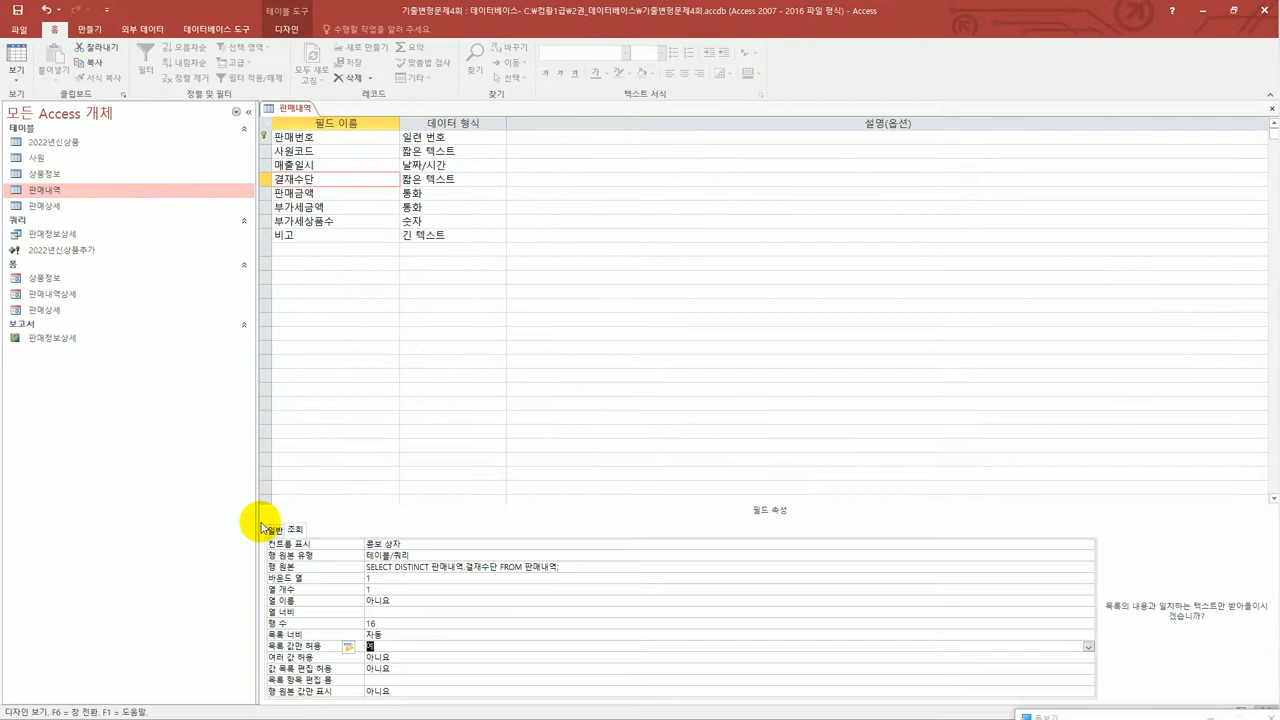 테이블 도구
기출변형문제4회 : 데이터베이스- C:₩컴활1급₩2권_데이터베이스₩기출변형문제4회.accdb (Access 2007 - 2016 파일 형식) - Access
파일 홈 만들기 외부 데이터 데이터베이스 도구 디자인 수행할 작업을 알려 주세요.
보기
붙여넣기
잘라내기
복사
서식 복사
필터
오름차순
내림차순
정렬 제거
선택 영역
고급
필터 적용/해제
모두 새로 고침
새로 만들기
저장
삭제
요약
맞춤법 검사
기타
찾기
바꾸기
이동
선택
보기 클립보드 정렬 및 필터 레코드 찾기 텍스트 서식
모든 Access 개체
테이블
2022년신상품
사원
상품정보
판매내역
판매상세
쿼리
판매정보상세
2022년신상품추가
폼
상품정보
판매내역상세
판매상세
보고서
판매정보상세
판매내역
필드 이름 데이터 형식 설명(옵션)
판매번호 일련 번호
사원코드 짧은 텍스트
매출일시 날짜/시간
결재수단 짧은 텍스트
판매금액 통화
부가세금액 통화
부가세상품수 숫자
비고 긴 텍스트
필드 속성
일반 조회
컨트롤 표시 콤보 상자
행 원본 유형 테이블/쿼리
행 원본 SELECT DISTINCT 판매내역.결재수단 FROM 판매내역;
바운드 열 1
열 개수 1
열 이름 아니요
열 너비
행 수 16
목록 너비 자동
목록 값만 허용 예
여러 값 허용 아니요
값 목록 편집 허용 아니요
목록 항목 편집 폼
행 원본 값만 표시 아니요
목록의 내용과 일치하는 텍스트만 받아들이시
겠습니까?
디자인 보기. F6 = 창 전환. F1 = 도움말.
돋보기